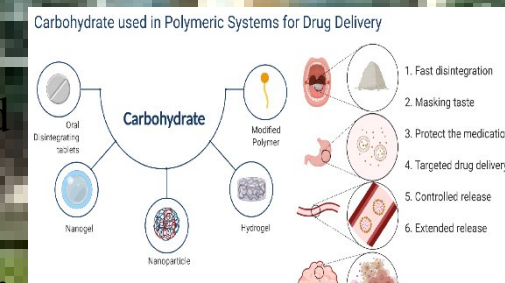 Carbohydrate used in Polymeric Systems for Drug Delivery
Carbohydrate
Oral
Disintegrating
tablets
Modified
Polymer
Nanogel
Hydrogel
Nanoparticle
1. Fast disintegration
2. Masking taste
3. Protect the medicatio
4. Targeted drug delivery
5. Controlled release
6. Extended release